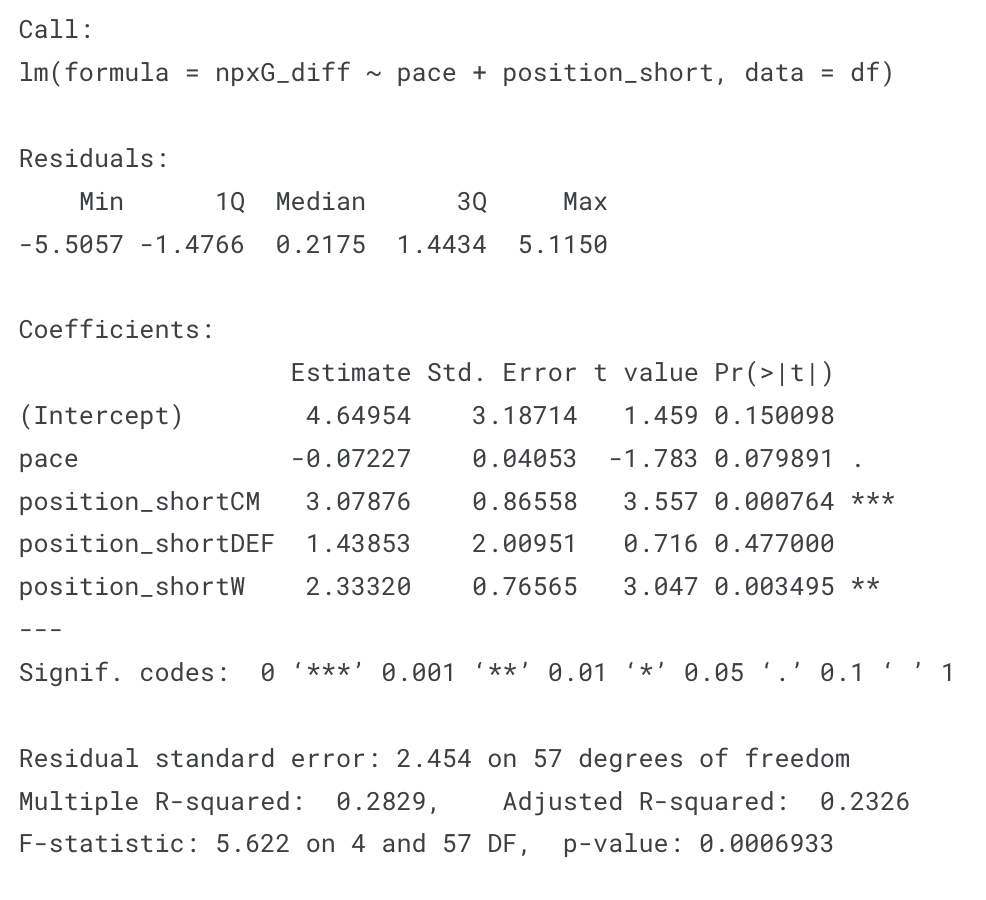 Call:
lm(formula = npxG_diff ~ pace + position_short, data = df)
Residuals:
    Min      1Q  Median      3Q     Max
-5.5057 -1.4766  0.2175  1.4434  5.1150
Coefficients:
                  Estimate Std. Error t value Pr(>|t|)
(Intercept)        4.64954    3.18714   1.459 0.150098
pace              -0.07227    0.04053  -1.783 0.079891 .
position_shortCM   3.07876    0.86558   3.557 0.000764 ***
position_shortDEF  1.43853    2.00951   0.716 0.477000
position_shortW    2.33320    0.76565   3.047 0.003495 **
---
Signif. codes:  0 ‘***’ 0.001 ‘**’ 0.01 ‘*’ 0.05 ‘.’ 0.1 ‘ ’ 1
Residual standard error: 2.454 on 57 degrees of freedom
Multiple R-squared:  0.2829,    Adjusted R-squared:  0.2326
F-statistic: 5.622 on 4 and 57 DF,  p-value: 0.0006933